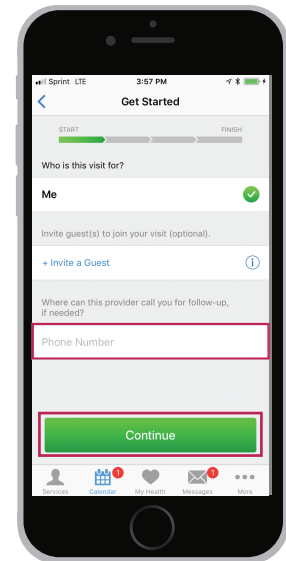 Sprint LTE 3:57 PM
Get Started
START FINISH
Who is this visit for?
Me
Invite guest(s) to join your visit (optional).
+ Invite a Guest i
Where can this provider call you for follow-up,
if needed?
Phone Number
Continue
1 1
Services Calendar My Health Messages More